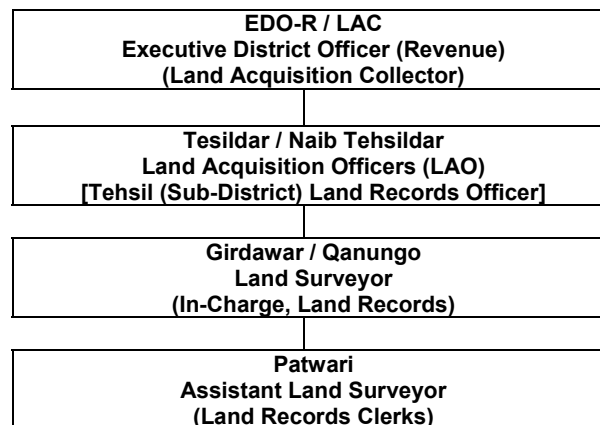 EDO-R / LAC
Executive District Officer (Revenue)
(Land Acquisition Collector)
Tesildar / Naib Tehsildar
Land Acquisition Officers (LAO)
[Tehsil (Sub-District) Land Records Officer]
Girdawar / Qanungo
Land Surveyor
(In-Charge, Land Records)
Patwari
Assistant Land Surveyor
(Land Records Clerks)